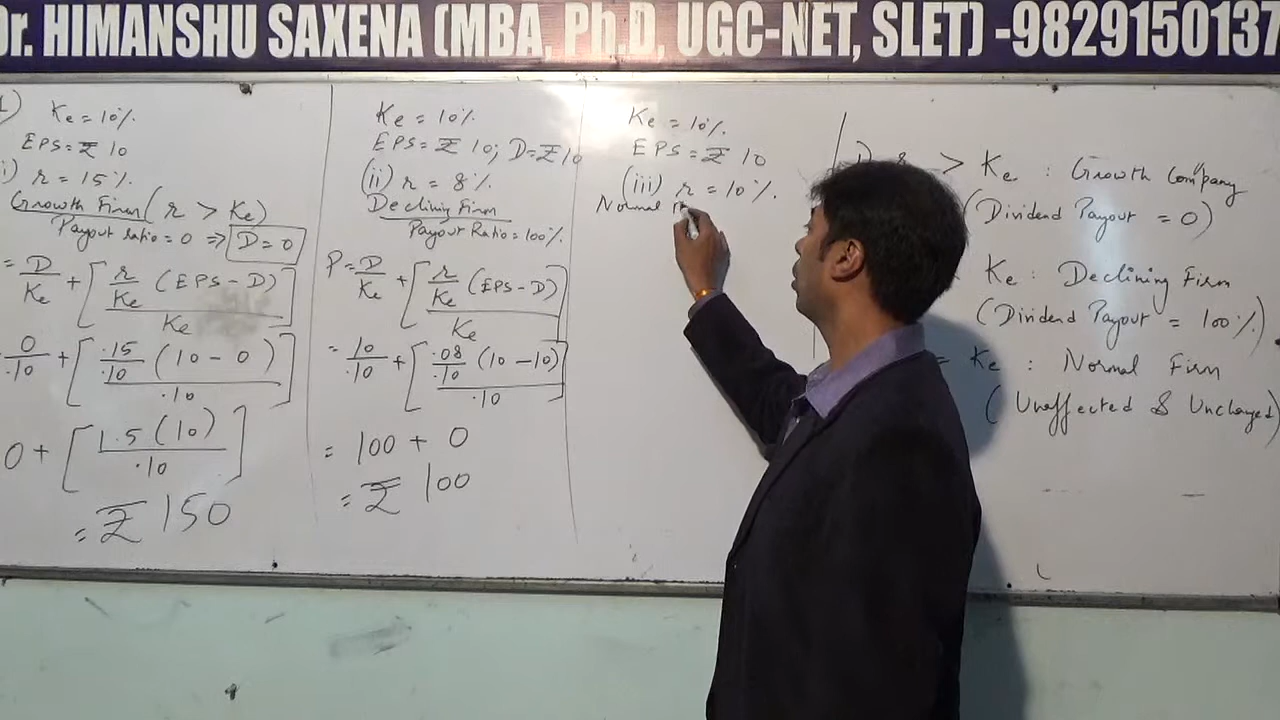 Dr. HIMANSHU SAXENA (MBA, Ph.D, UGC-NET, SLET) -9829150137
Ke = 10%
EPS = ₹ 10
i) r = 15%
Growth Firm (r > Ke)
Payout ratio = 0 ⇒ D = 0
= D/Ke + [r/Ke (EPS - D)]/Ke
0/.10 + [.15/.10 (10 - 0)]/.10
0 + [1.5 (10)/.10]
= ₹ 150
Ke = 10%
EPS = ₹ 10; D = ₹ 10
(ii) r = 8%
Declining Firm
Payout Ratio = 100%
P = D/Ke + [r/Ke (EPS - D)]/Ke
= 10/.10 + [.08/.10 (10 - 10)]/.10
= 100 + 0
= ₹ 100
Ke = 10%
EPS = ₹ 10
(iii) r = 10%
Normal
> Ke : Growth Company
(Dividend Payout = 0)
Ke : Declining Firm
(Dividend Payout = 100%)
= Ke : Normal Firm
(Unaffected & Unchanged)